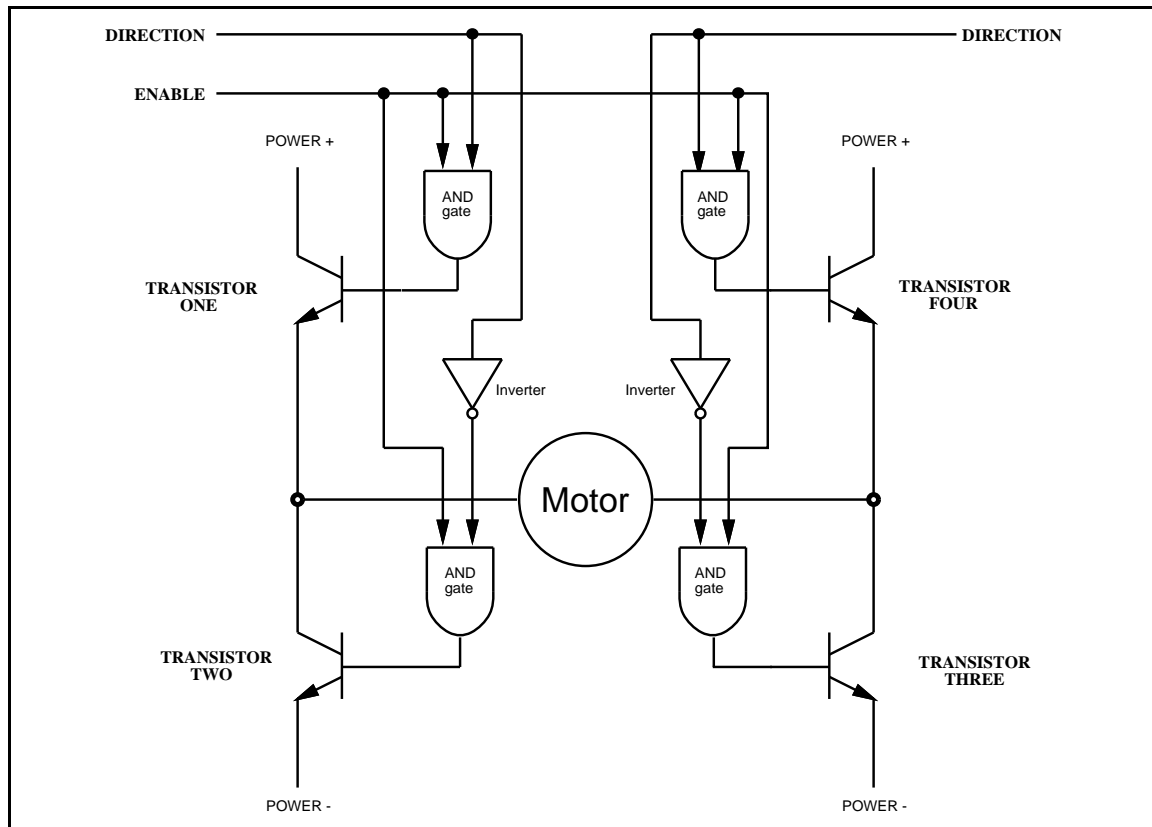 DIRECTION
DIRECTION
ENABLE
POWER +
POWER +
AND
gate
AND
gate
TRANSISTOR
ONE
TRANSISTOR
FOUR
Inverter
Inverter
Motor
AND
gate
AND
gate
TRANSISTOR
TWO
TRANSISTOR
THREE
POWER -
POWER -